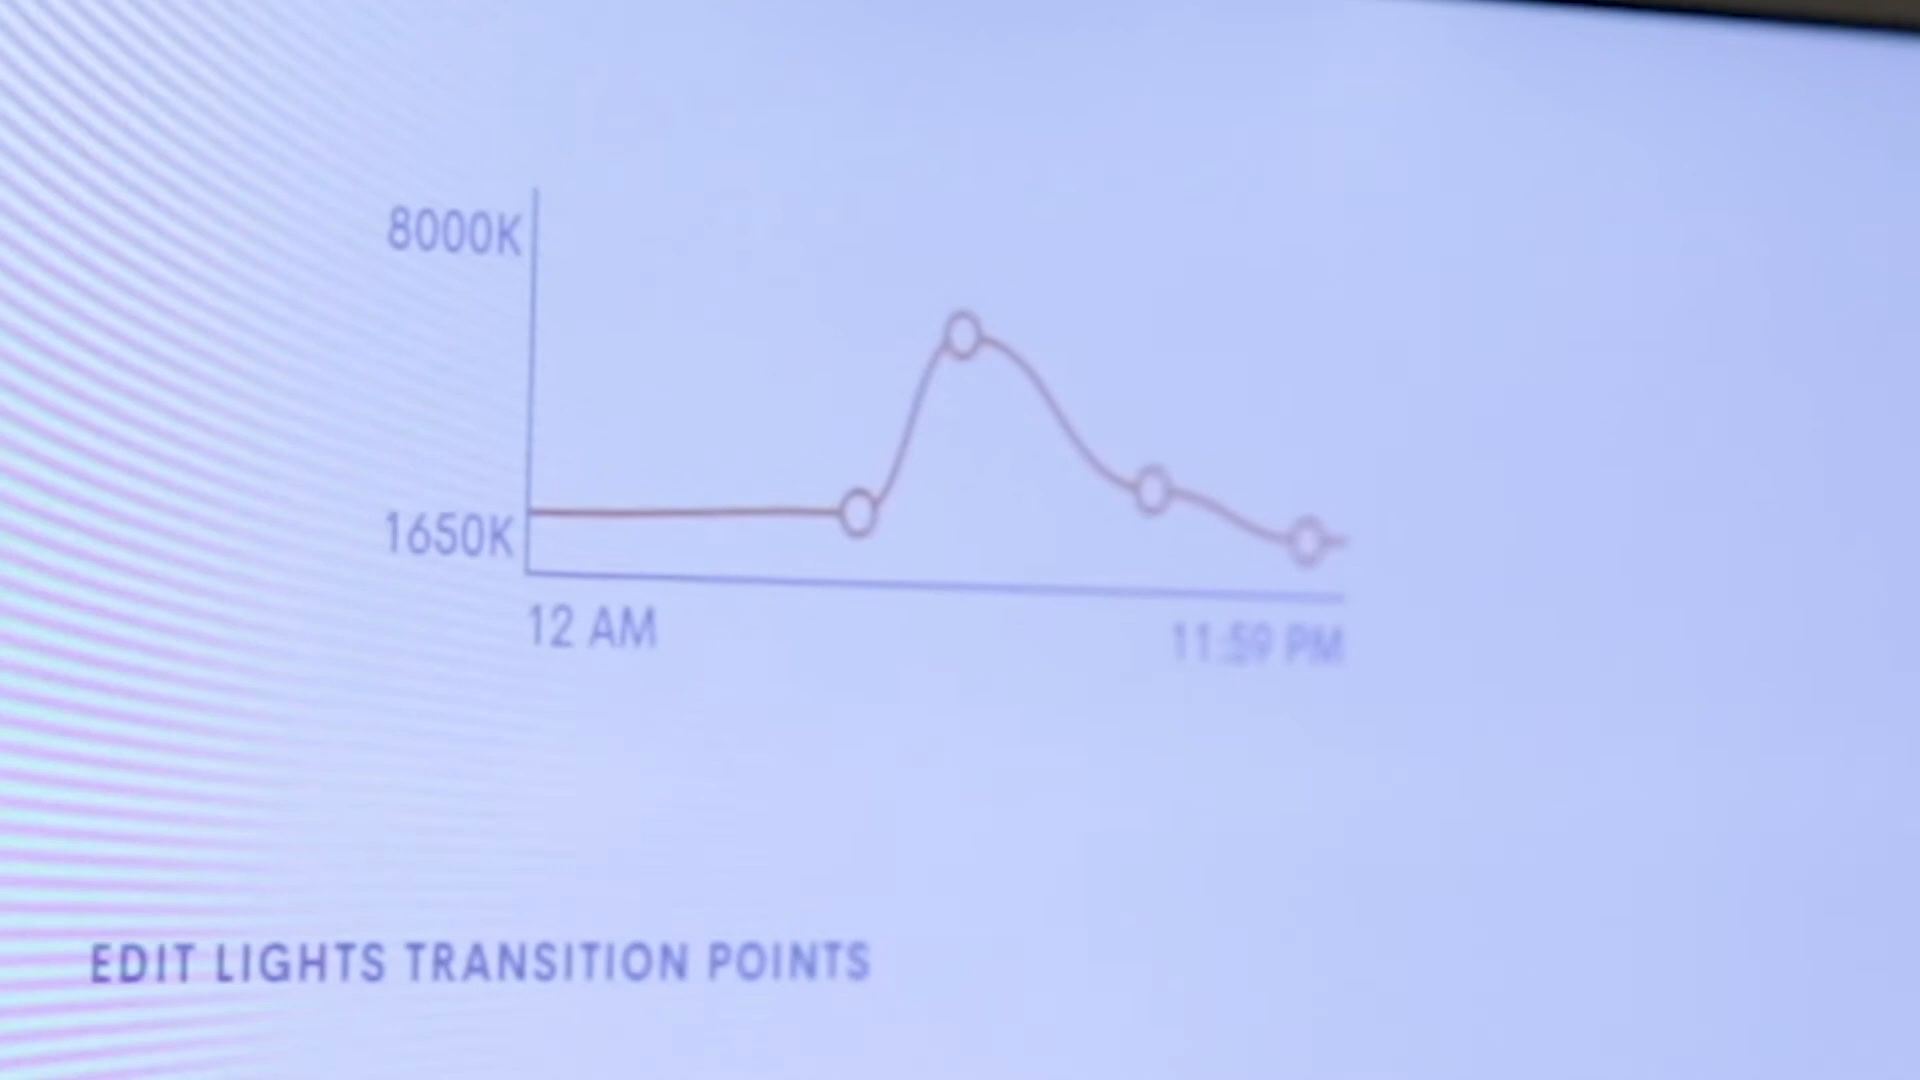 8000K
1650K
12 AM
11:59 PM
EDIT LIGHTS TRANSITION POINTS